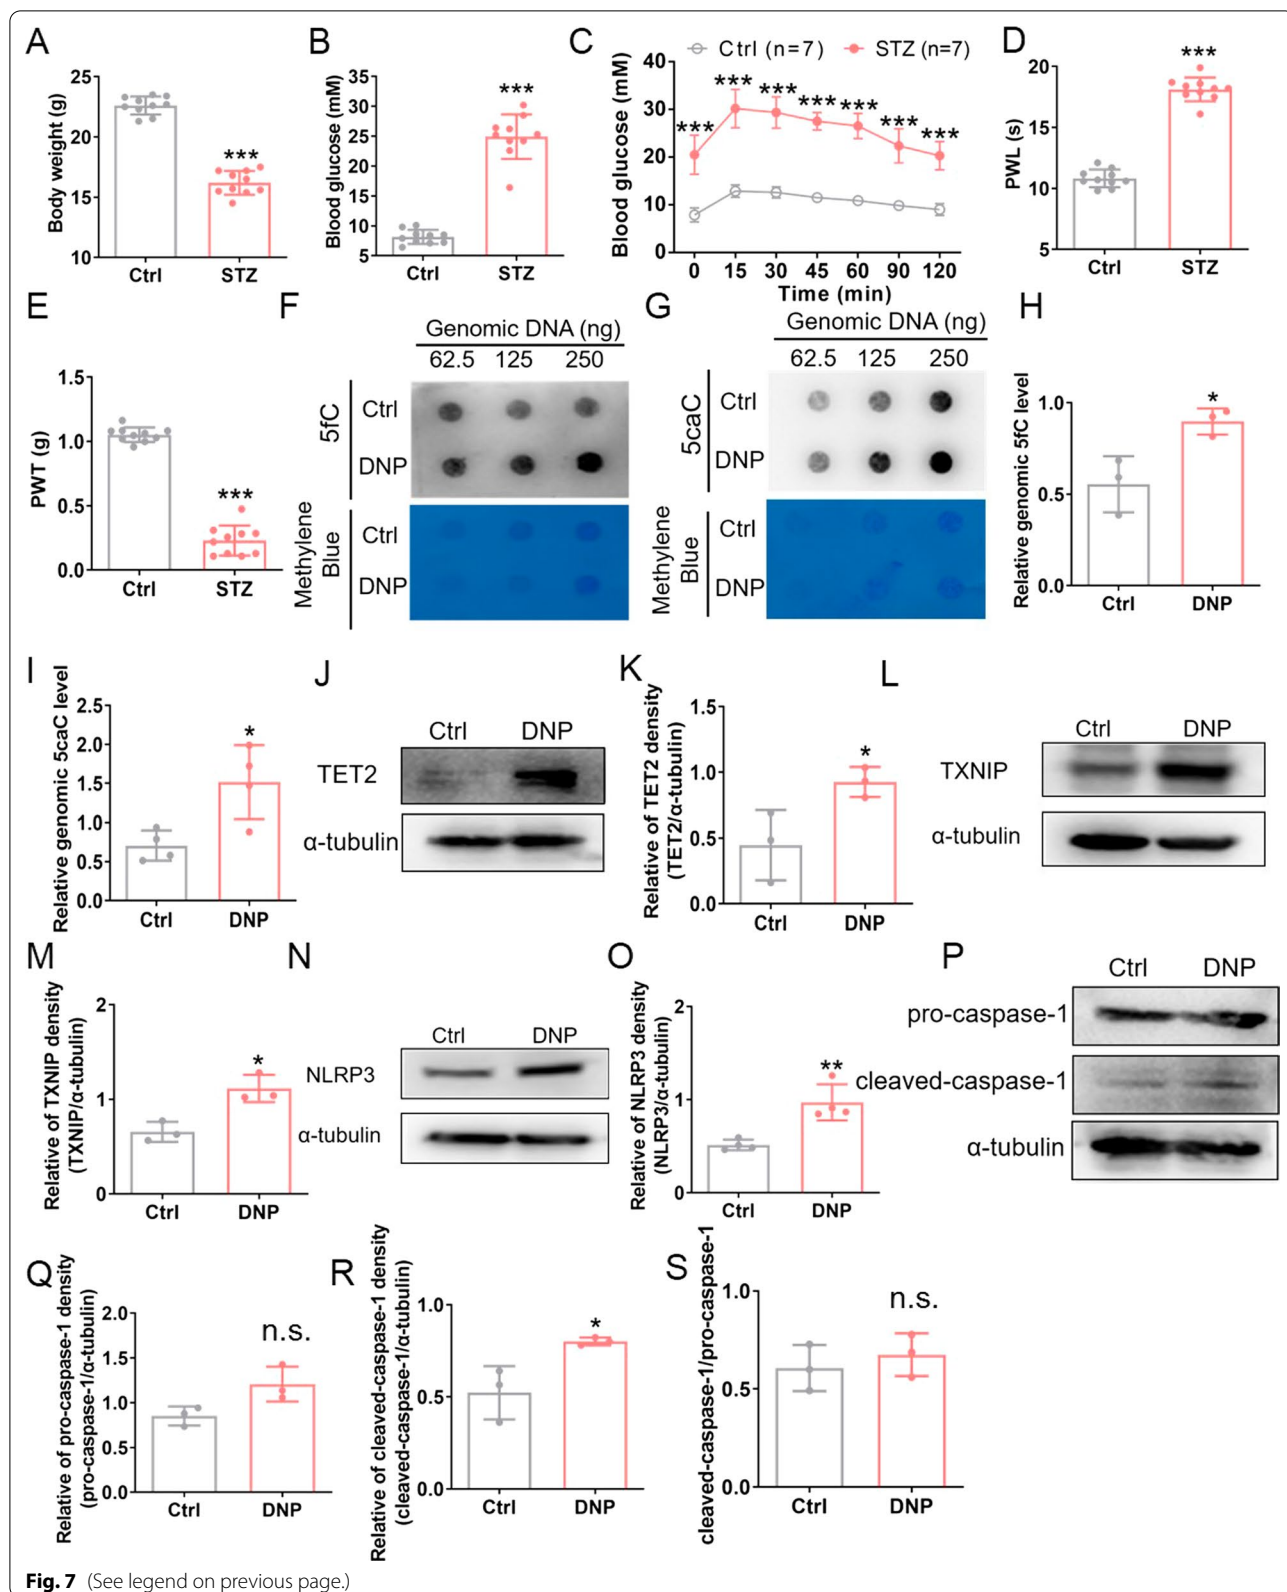 A
Body weight (g)
25
20
15
10
***
Ctrl
STZ
B
Blood glucose (mM)
35
30
25
20
15
10
5
***
Ctrl
STZ
C
Ctrl (n=7)
STZ (n=7)
Blood glucose (mM)
40
30
20
10
0
***
***
***
***
***
***
***
0
15
30
45
60
90
120
Time (min)
D
PWL (s)
20
15
10
5
***
Ctrl
STZ
E
PWT (g)
1.5
1.0
0.5
0.0
***
Ctrl
STZ
F
Genomic DNA (ng)
62.5
125
250
5fC
Ctrl
DNP
Methylene
Blue
Ctrl
DNP
G
Genomic DNA (ng)
62.5
125
250
5caC
Ctrl
DNP
Methylene
Blue
Ctrl
DNP
H
Relative genomic 5fC level
1.0
0.5
0.0
*
Ctrl
DNP
I
Relative genomic 5caC level
2.5
2.0
1.5
1.0
0.5
0.0
*
Ctrl
DNP
J
Ctrl
DNP
TET2
α-tubulin
K
Relative of TET2 density
(TET2/α-tubulin)
1.5
1.0
0.5
0.0
*
Ctrl
DNP
L
Ctrl
DNP
TXNIP
α-tubulin
M
Relative of TXNIP density
(TXNIP/α-tubulin)
2
1
0
*
Ctrl
DNP
N
Ctrl
DNP
NLRP3
α-tubulin
O
Relative of NLRP3 density
(NLRP3/α-tubulin)
2
1
0
**
Ctrl
DNP
P
Ctrl
DNP
pro-caspase-1
cleaved-caspase-1
α-tubulin
Q
Relative of pro-caspase-1 density
(pro-caspase-1/α-tubulin)
2.0
1.5
1.0
0.5
0.0
n.s.
Ctrl
DNP
R
Relative of cleaved-caspase-1 density
(cleaved-caspase-1/α-tubulin)
1.0
0.5
0.0
*
Ctrl
DNP
S
cleaved-caspase-1/pro-caspase-1
1.0
0.5
0.0
n.s.
Ctrl
DNP
Fig. 7 (See legend on previous page.)